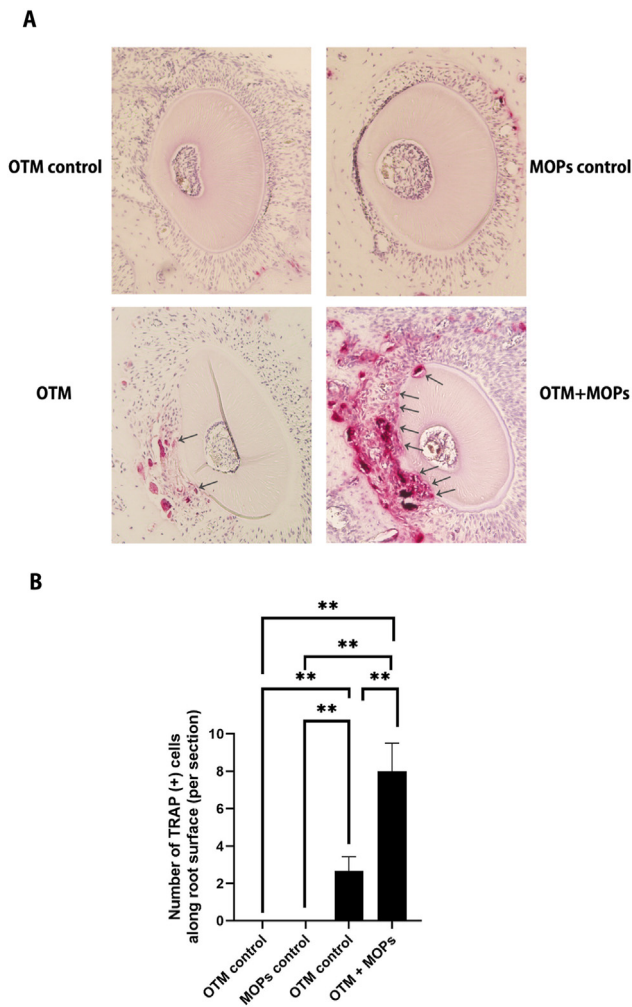 A
OTM control
MOPs control
OTM
OTM+MOPs
B
**
**
**
**
**
Number of TRAP (+) cells
along root surface (per section)
10
8
6
4
2
0
OTM control
MOPs control
OTM control
OTM + MOPs